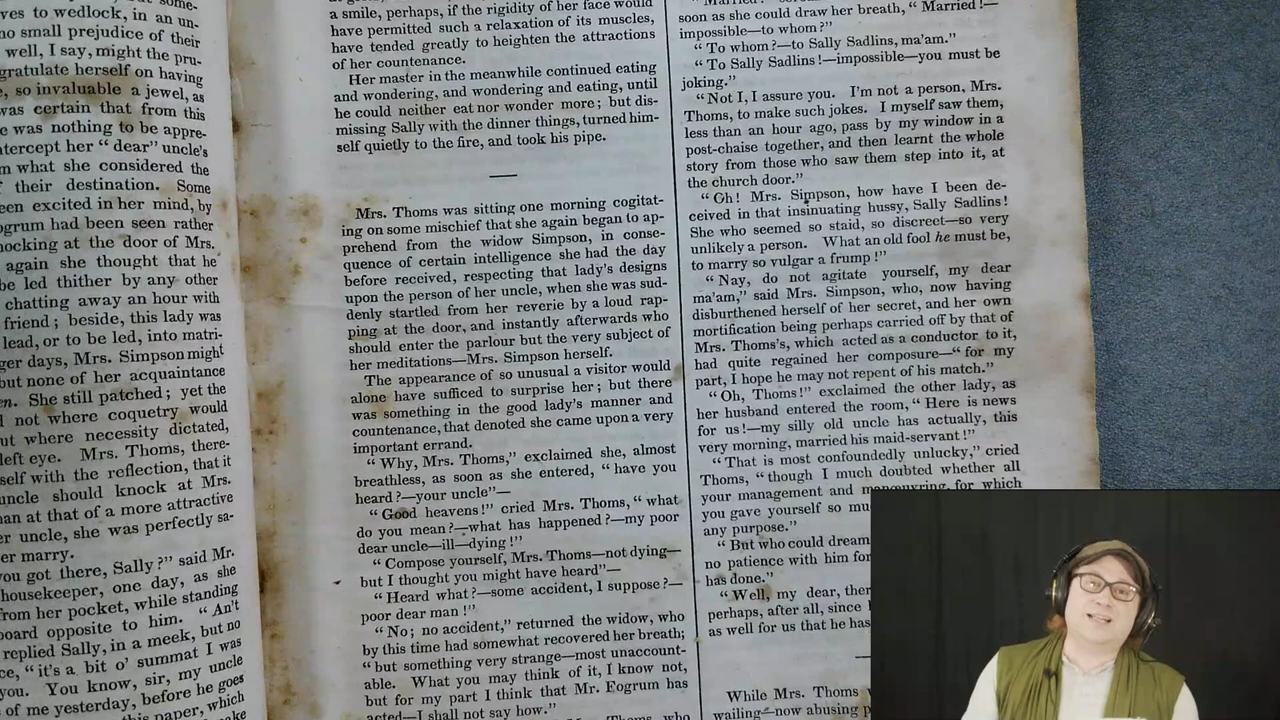 ves to wedlock, in an un-
no small prejudice of their
well, I say, might the pru-
gratulate herself on having
so invaluable a jewel, as
was certain that from this
e was nothing to be appre-
ntercept her “ dear” uncle's
m what she considered the
their destination. Some
een excited in her mind, by
ogrum had been seen rather
nocking at the door of Mrs.
again she thought that he
be led thither by any other
chatting away an hour with
friend ; beside, this lady was
lead, or to be led, into matri-
ger days, Mrs. Simpson might
but none of her acquaintance
en. She still patched ; yet the
not where coquetry would
ut where necessity dictated,
left eye. Mrs. Thoms, there-
self with the reflection, that it
uncle should knock at Mrs.
han at that of a more attractive
er uncle, she was perfectly sa-
er marry.
you got there, Sally ?” said Mr.
housekeeper, one day, as she
from her pocket, while standing
board opposite to him. “ An't
replied Sally, in a meek, but no
ce, “ it's a bit o' summat I was
you. You know, sir, my uncle
of me yesterday, before he goes
this paper, which
a smile, perhaps, if the rigidity of her face would
have permitted such a relaxation of its muscles,
have tended greatly to heighten the attractions
of her countenance.
Her master in the meanwhile continued eating
and wondering, and wondering and eating, until
he could neither eat nor wonder more ; but dis-
missing Sally with the dinner things, turned him-
self quietly to the fire, and took his pipe.
Mrs. Thoms was sitting one morning cogitat-
ing on some mischief that she again began to ap-
prehend from the widow Simpson, in conse-
quence of certain intelligence she had the day
before received, respecting that lady's designs
upon the person of her uncle, when she was sud-
denly startled from her reverie by a loud rap-
ping at the door, and instantly afterwards who
should enter the parlour but the very subject of
her meditations—Mrs. Simpson herself.
The appearance of so unusual a visitor would
alone have sufficed to surprise her ; but there
was something in the good lady's manner and
countenance, that denoted she came upon a very
important errand.
“ Why, Mrs. Thoms,” exclaimed she, almost
breathless, as soon as she entered, “ have you
heard ?—your uncle”—
“ Good heavens!” cried Mrs. Thoms, “ what
do you mean ?—what has happened ?—my poor
dear uncle—ill—dying !”
“ Compose yourself, Mrs. Thoms—not dying—
but I thought you might have heard”—
“ Heard what ?—some accident, I suppose ?—
poor dear man !”
“ No ; no accident,” returned the widow, who
by this time had somewhat recovered her breath;
“ but something very strange—most unaccount-
able. What you may think of it, I know not,
but for my part I think that Mr. Fogrum has
acted—I shall not say how.”
Thoms, who
soon as she could draw her breath, “ Married !—
impossible—to whom ?”
“ To whom ?—to Sally Sadlins, ma'am.”
“ To Sally Sadlins !—impossible—you must be
joking.”
“ Not I, I assure you. I'm not a person, Mrs.
Thoms, to make such jokes. I myself saw them,
less than an hour ago, pass by my window in a
post-chaise together, and then learnt the whole
story from those who saw them step into it, at
the church door.”
“ Oh! Mrs. Simpson, how have I been de-
ceived in that insinuating hussy, Sally Sadlins!
She who seemed so staid, so discreet—so very
unlikely a person. What an old fool he must be,
to marry so vulgar a frump !”
“ Nay, do not agitate yourself, my dear
ma'am,” said Mrs. Simpson, who, now having
disburthened herself of her secret, and her own
mortification being perhaps carried off by that of
Mrs. Thoms's, which acted as a conductor to it,
had quite regained her composure—“ for my
part, I hope he may not repent of his match.”
“ Oh, Thoms!” exclaimed the other lady, as
her husband entered the room, “ Here is news
for us!—my silly old uncle has actually, this
very morning, married his maid-servant !”
“ That is most confoundedly unlucky,” cried
Thoms, “ though I much doubted whether all
your management and manœuvring, for which
you gave yourself so mu
any purpose.”
“ But who could dream
no patience with him for
has done.”
“ Well, my dear, ther
perhaps, after all, since
as well for us that he has
While Mrs. Thoms
wailing—now abusing p